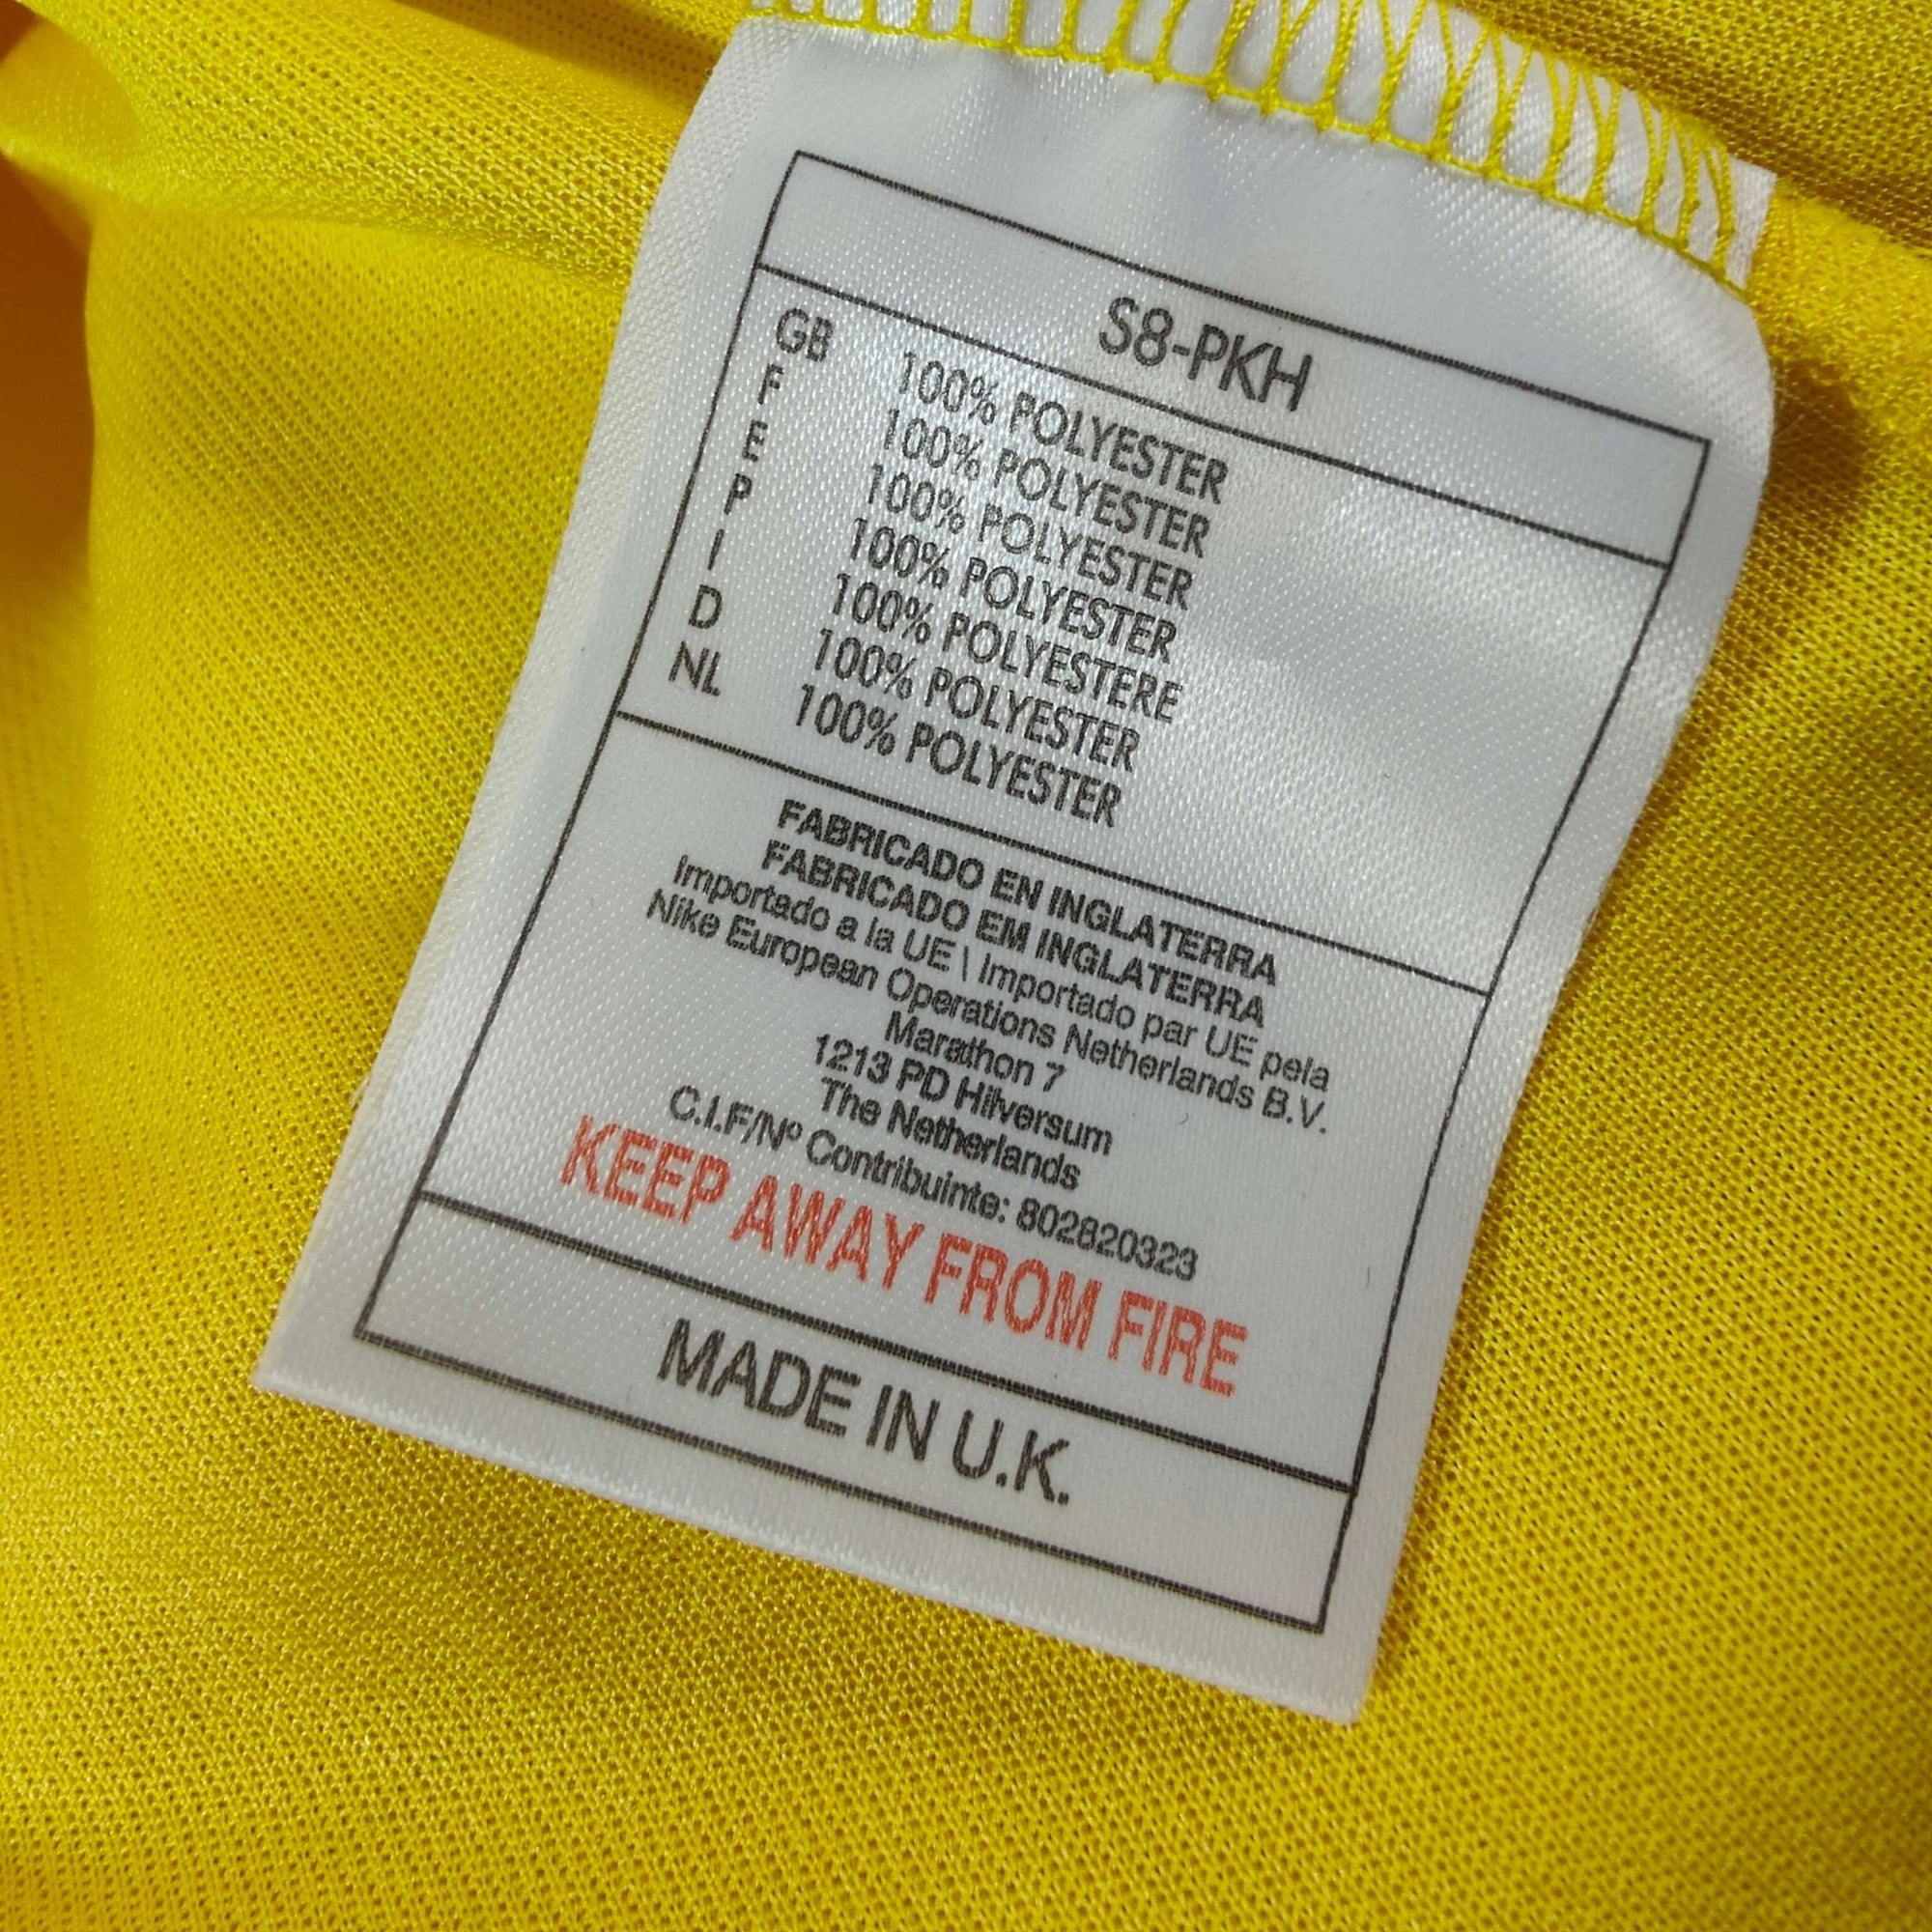 S8-PKH
GB 100% POLYESTER
F 100% POLYESTER
E 100% POLYESTER
P 100% POLYESTER
I 100% POLYESTERE
D 100% POLYESTER
NL 100% POLYESTER
FABRICADO EN INGLATERRA
FABRICADO EM INGLATERRA
Importado a la UE \ Importado par UE pela
Nike European Operations Netherlands B.V.
Marathon 7
1213 PD Hilversum
The Netherlands
C.I.F/Nº Contribuinte: 802820323
KEEP AWAY FROM FIRE
MADE IN U.K.